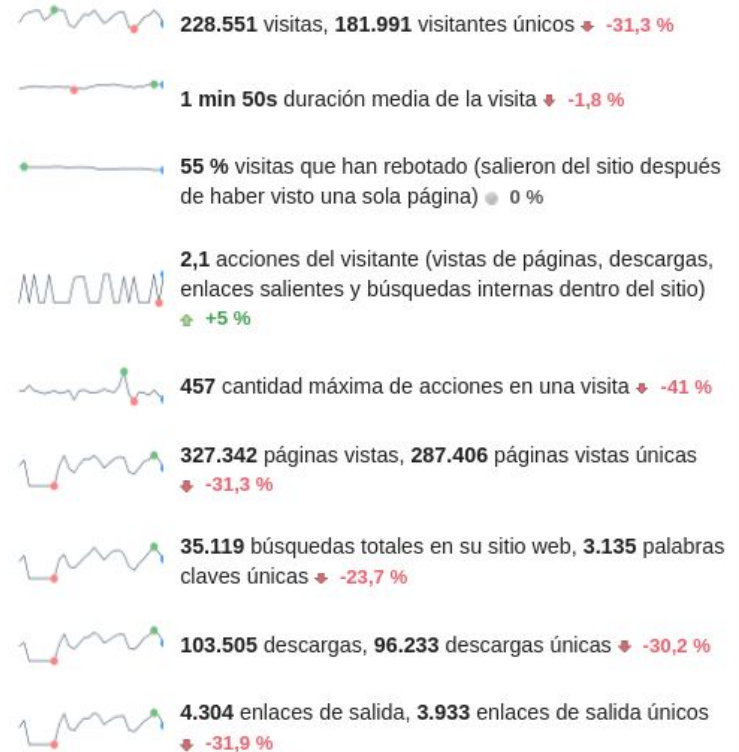 228.551 visitas, 181.991 visitantes únicos -31,3 %
1 min 50s duración media de la visita -1,8 %
55 % visitas que han rebotado (salieron del sitio después
de haber visto una sola página) 0 %
2,1 acciones del visitante (vistas de páginas, descargas,
enlaces salientes y búsquedas internas dentro del sitio)
+5 %
457 cantidad máxima de acciones en una visita -41 %
327.342 páginas vistas, 287.406 páginas vistas únicas
-31,3 %
35.119 búsquedas totales en su sitio web, 3.135 palabras
claves únicas -23,7 %
103.505 descargas, 96.233 descargas únicas -30,2 %
4.304 enlaces de salida, 3.933 enlaces de salida únicos
-31,9 %